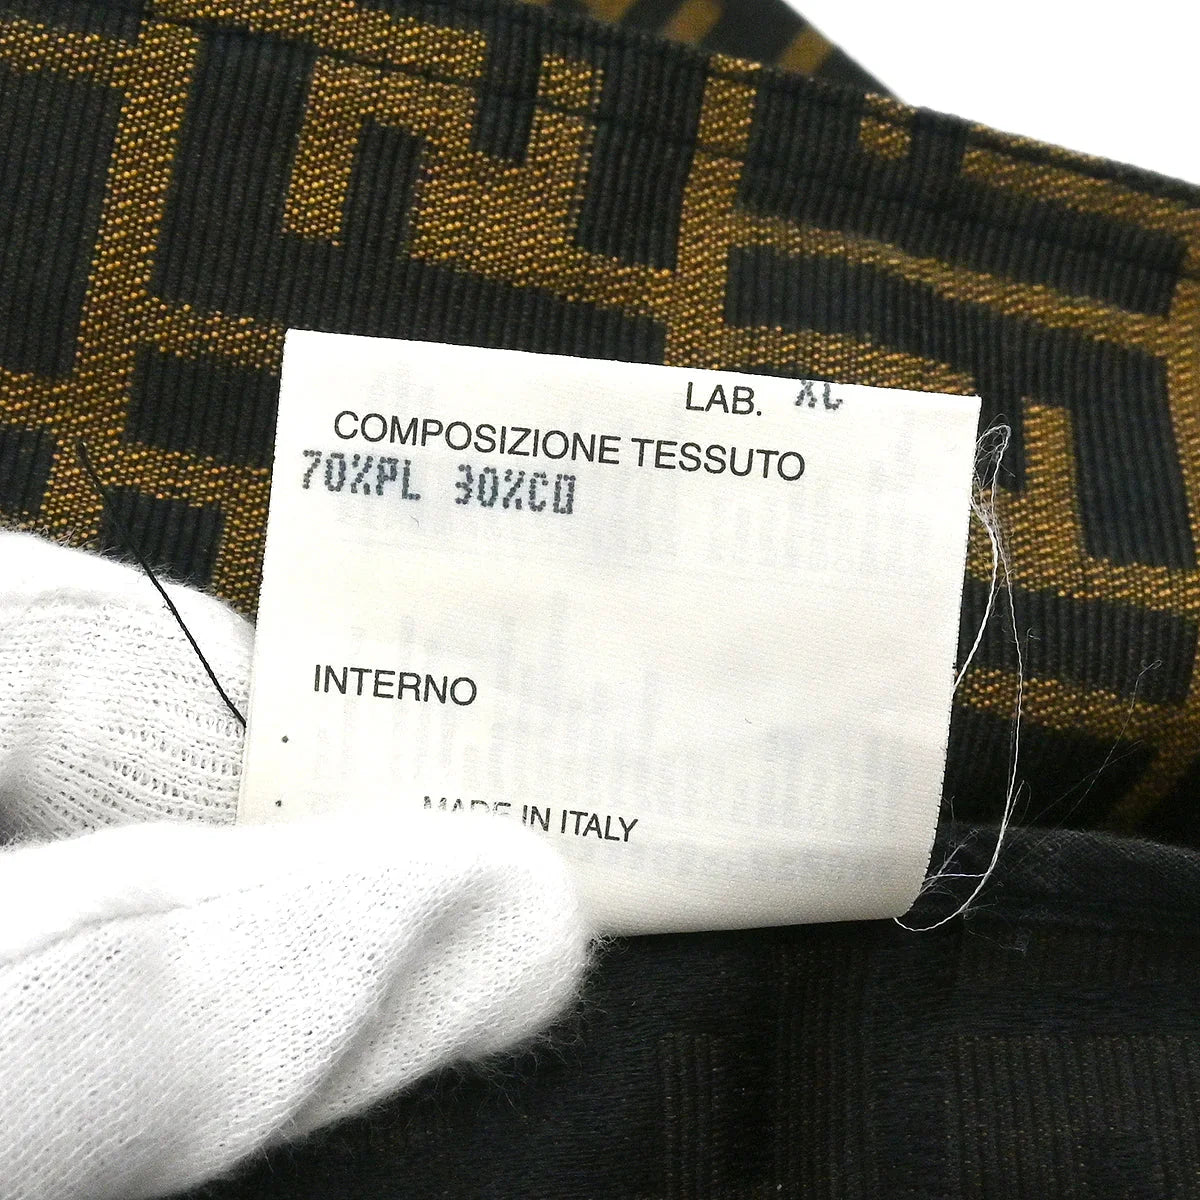 LAB. XC
COMPOSIZIONE TESSUTO
70%PL 30%CO
INTERNO
MADE IN ITALY